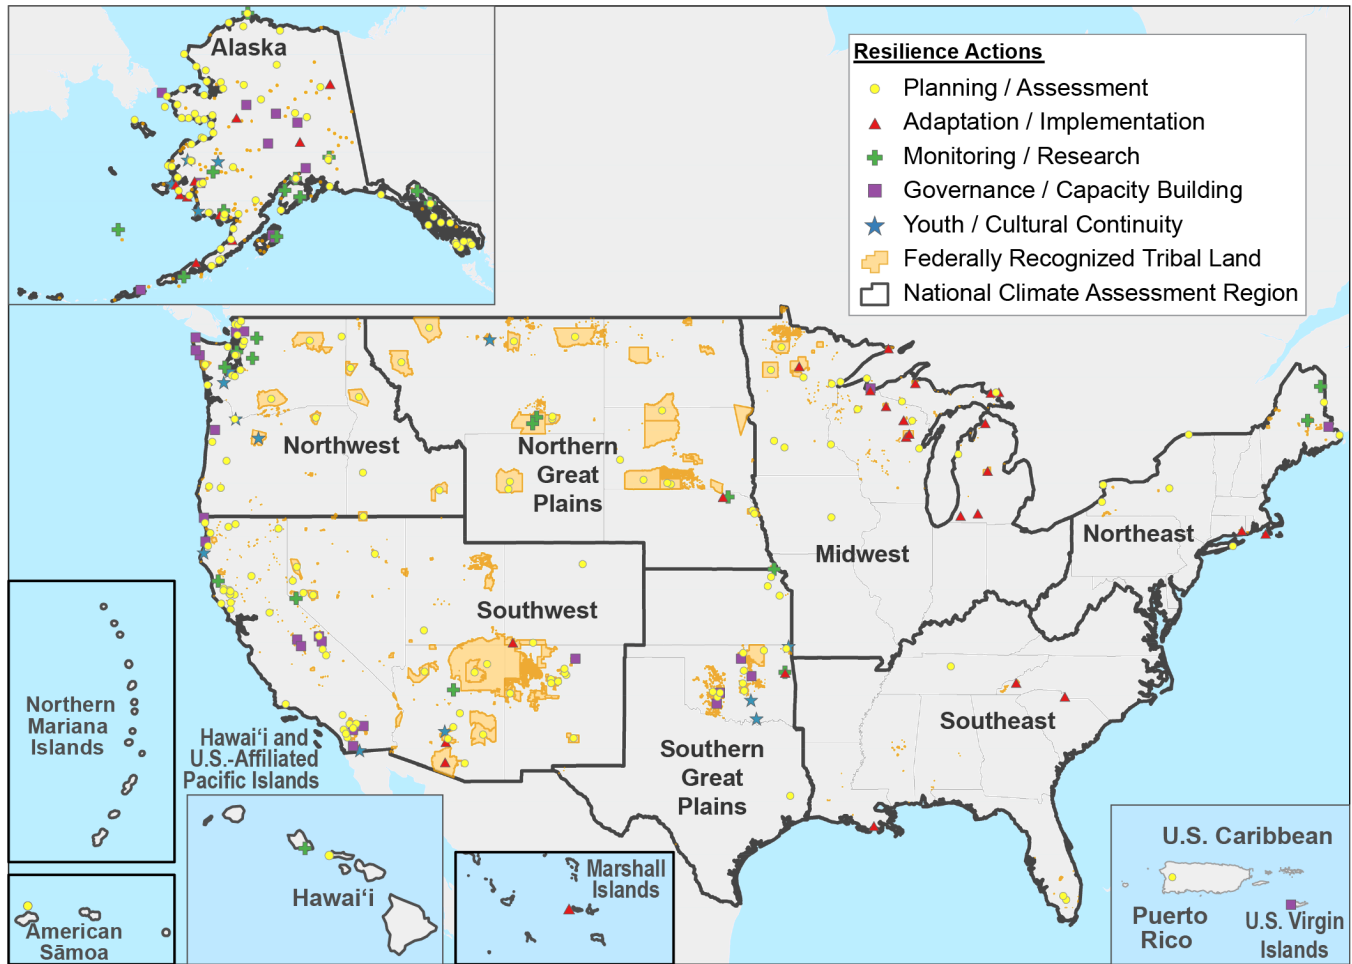 Alaska
Resilience Actions
Planning / Assessment
Adaptation / Implementation
Monitoring / Research
Governance / Capacity Building
Youth / Cultural Continuity
Federally Recognized Tribal Land
National Climate Assessment Region
Northwest
Northern
Great
Plains
Midwest
Northeast
Southwest
Southeast
Southern
Great
Plains
Northern
Mariana
Islands
Hawai‘i and
U.S.-Affiliated
Pacific Islands
Hawai‘i
Marshall
Islands
American
Sāmoa
U.S. Caribbean
Puerto
Rico
U.S. Virgin
Islands